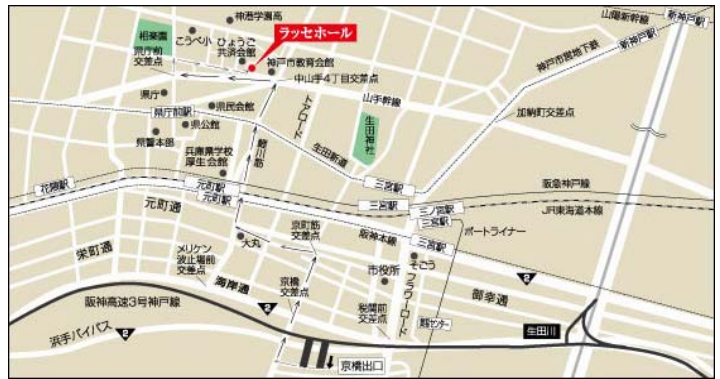 神港学園高
ラッセホール
山陽新幹線
新神戸駅
相楽園
こうべ小
ひょうご
共済会館
県庁前
交差点
神戸市教育会館
中山手4丁目交差点
神戸市営地下鉄
県庁
県民会館
トアロード
山手幹線
県庁前駅
県公館
加納町交差点
県警本部
生田新道
生田神社
兵庫県学校
厚生会館
鯉川筋
三宮駅
花隈駅
元町駅
元町駅
阪急神戸線
三宮駅
三ノ宮駅
三宮駅
JR東海道本線
元町通
京町筋
交差点
阪神本線
ポートライナー
三宮駅
栄町通
大丸
メリケン
波止場前
交差点
市役所
そごう
フラワーロード
2
海岸通
京橋
交差点
御幸通
阪神高速3号神戸線
2
税関前
交差点
生田川
浜手バイパス
2
京橋出口